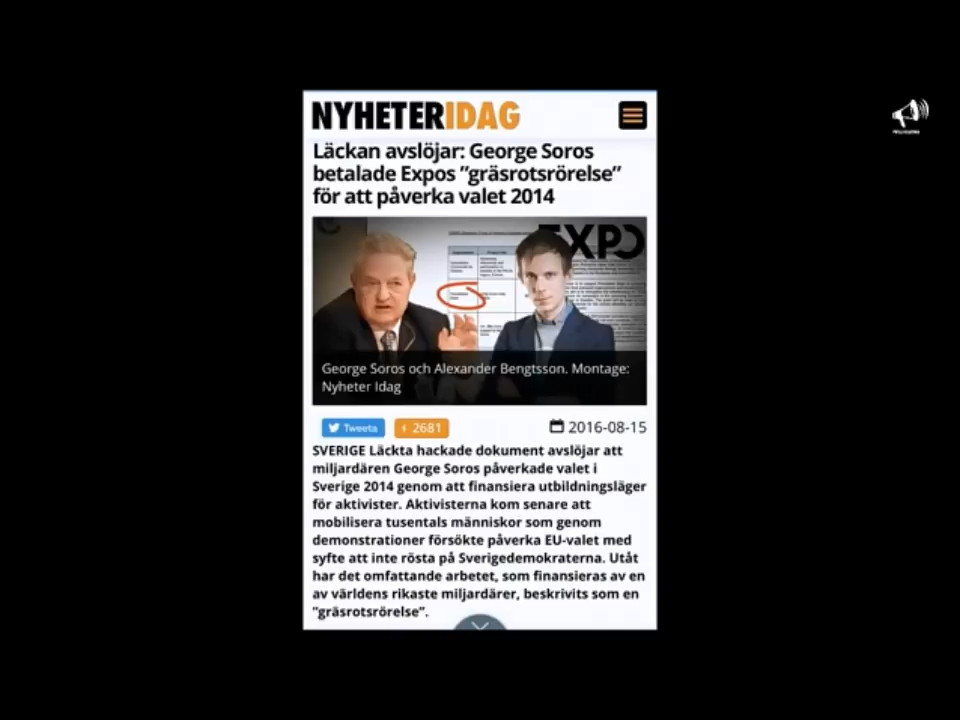 NYHETERIDAG
Läckan avslöjar: George Soros
betalade Expos ”gräsrotsrörelse”
för att påverka valet 2014
EXPO
George Soros och Alexander Bengtsson. Montage:
Nyheter Idag
Tweeta
2681
2016-08-15
SVERIGE Läckta hackade dokument avslöjar att
miljardären George Soros påverkade valet i
Sverige 2014 genom att finansiera utbildningsläger
för aktivister. Aktivisterna kom senare att
mobilisera tusentals människor som genom
demonstrationer försökte påverka EU-valet med
syfte att inte rösta på Sverigedemokraterna. Utåt
har det omfattande arbetet, som finansieras av en
av världens rikaste miljardärer, beskrivits som en
”gräsrotsrörelse”.